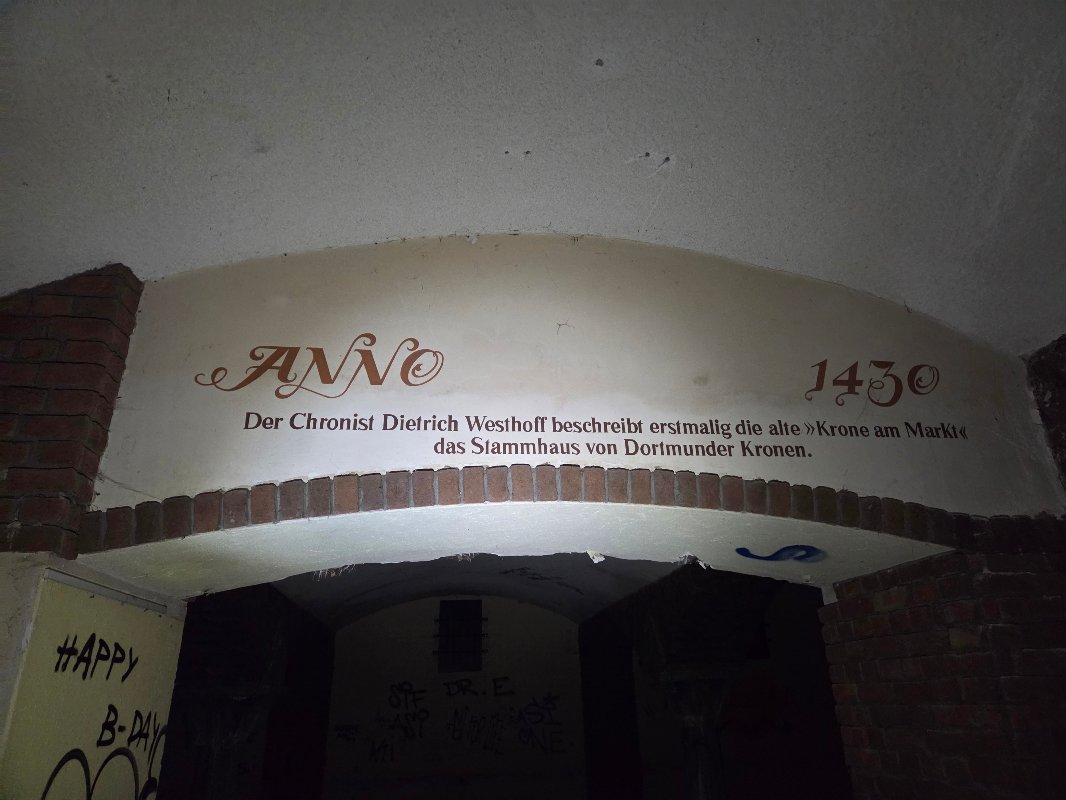 ANNO 1430
Der Chronist Dietrich Westhoff beschreibt erstmalig die alte »Krone am Markt«
das Stammhaus von Dortmunder Kronen.
HAPPY
B-DAY
DR. E